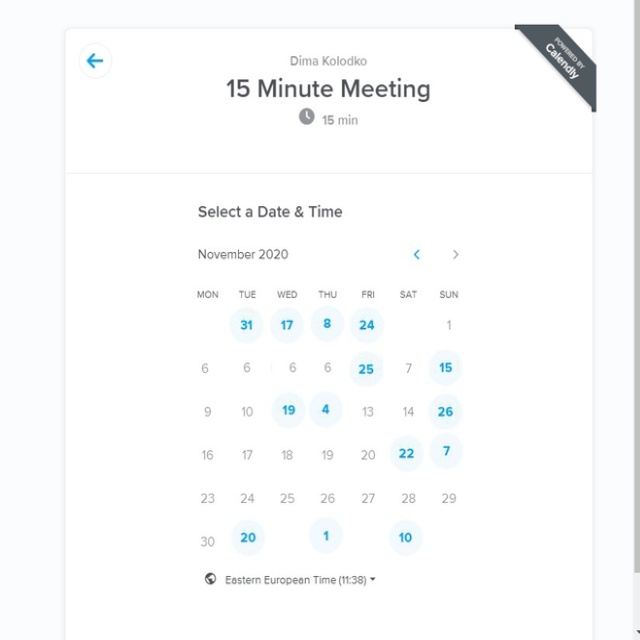 POWERED BY
Calendly
Dima Kolodko
15 Minute Meeting
15 min
Select a Date & Time
November 2020
MON TUE WED THU FRI SAT SUN
31 17 8 24 1
6 6 6 6 25 7 15
9 10 19 4 13 14 26
16 17 18 19 20 22 7
23 24 25 26 27 28 29
30 20 1 10
Eastern European Time (11:38)